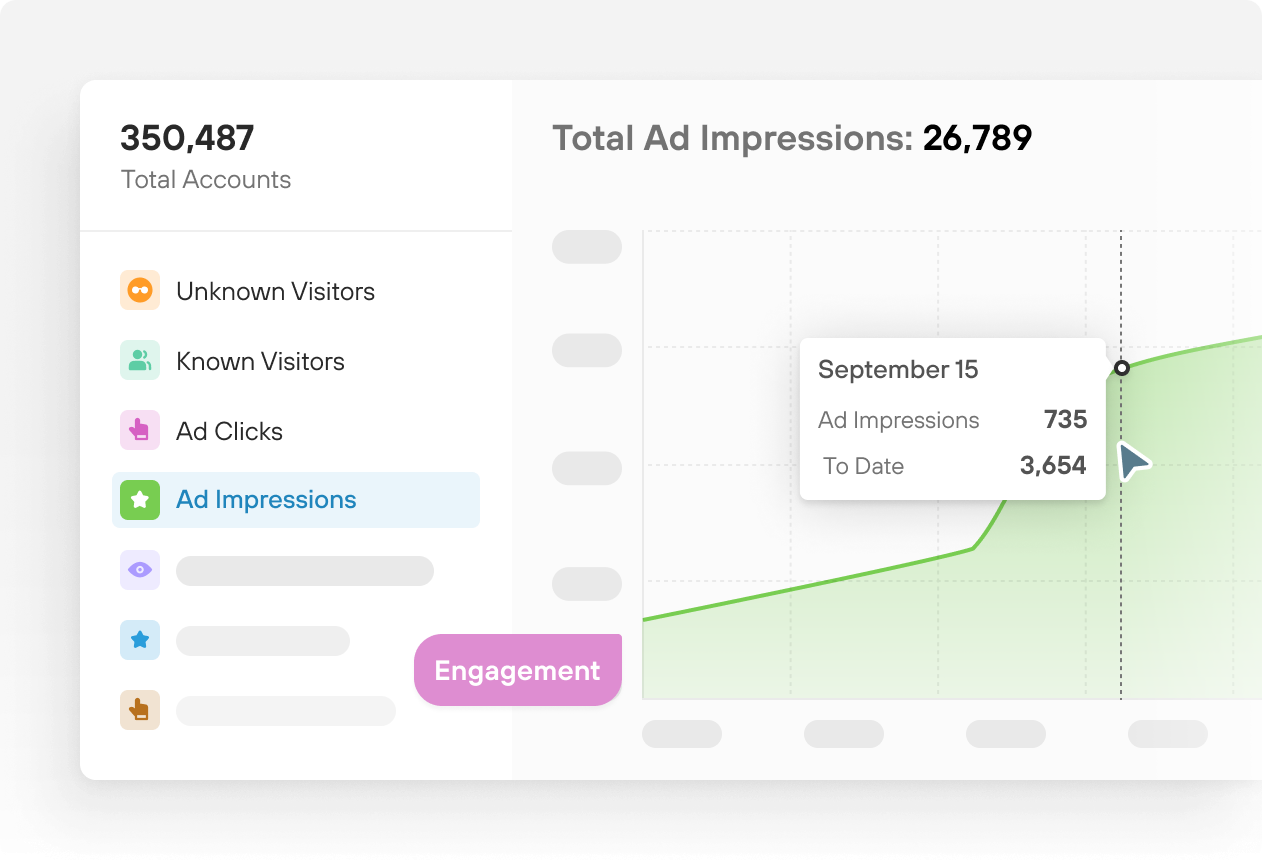 350,487
Total Accounts
Unknown Visitors
Known Visitors
Ad Clicks
Ad Impressions
Engagement
Total Ad Impressions: 26,789
September 15
Ad Impressions 735
To Date 3,654